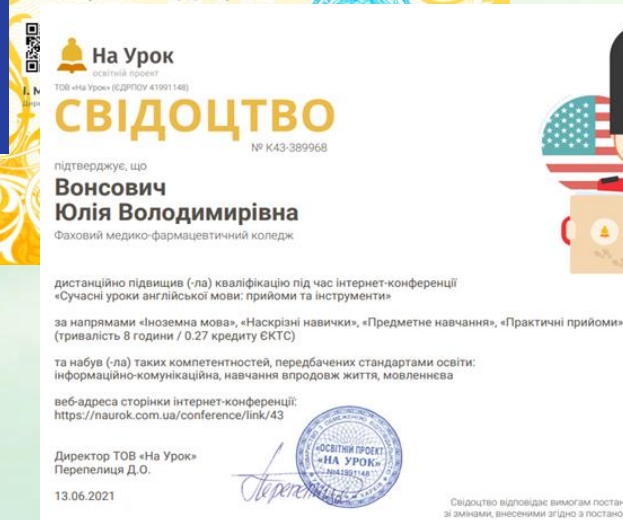 На Урок
освітній проект
ТОВ «На Урок» (ЄДРПОУ 41991148)
СВІДОЦТВО
№ K43-389968
підтверджує, що
Вонсович
Юлія Володимирівна
Фаховий медико-фармацевтичний коледж
дистанційно підвищив (-ла) кваліфікацію під час інтернет-конференції
«Сучасні уроки англійської мови: прийоми та інструменти»
за напрямами «Іноземна мова», «Наскрізні навички», «Предметне навчання», «Практичні прийоми»
(тривалість 8 години / 0.27 кредиту ЄКТС)
та набув (-ла) таких компетентностей, передбачених стандартами освіти:
інформаційно-комунікаційна, навчання впродовж життя, мовленнєва
веб-адреса сторінки інтернет-конференції:
https://naurok.com.ua/conference/link/43
Директор ТОВ «На Урок»
Перепелиця Д.О.
13.06.2021
«ОСВІТНІЙ ПРОЕКТ
«НА УРОК»
№41991148
Свідоцтво відповідає вимогам
зі змінами, внесеними згідно з